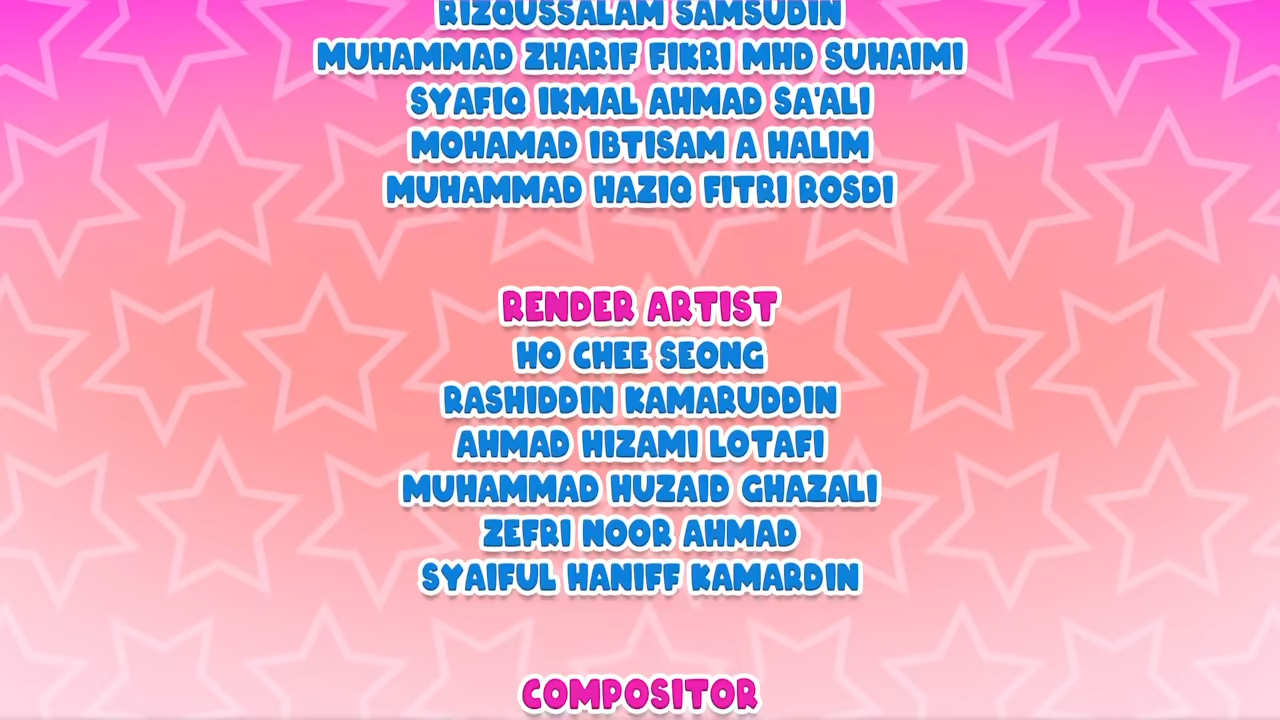 RIZQUSSALAM SAMSUDIN
MUHAMMAD ZHARIF FIKRI MHD SUHAIMI
SYAFIQ IKMAL AHMAD SA'ALI
MOHAMAD IBTISAM A HALIM
MUHAMMAD HAZIQ FITRI ROSDI
RENDER ARTIST
HO CHEE SEONG
RASHIDDIN KAMARUDDIN
AHMAD HIZAMI LOTAFI
MUHAMMAD HUZAID GHAZALI
ZEFRI NOOR AHMAD
SYAIFUL HANIFF KAMARDIN
COMPOSITOR